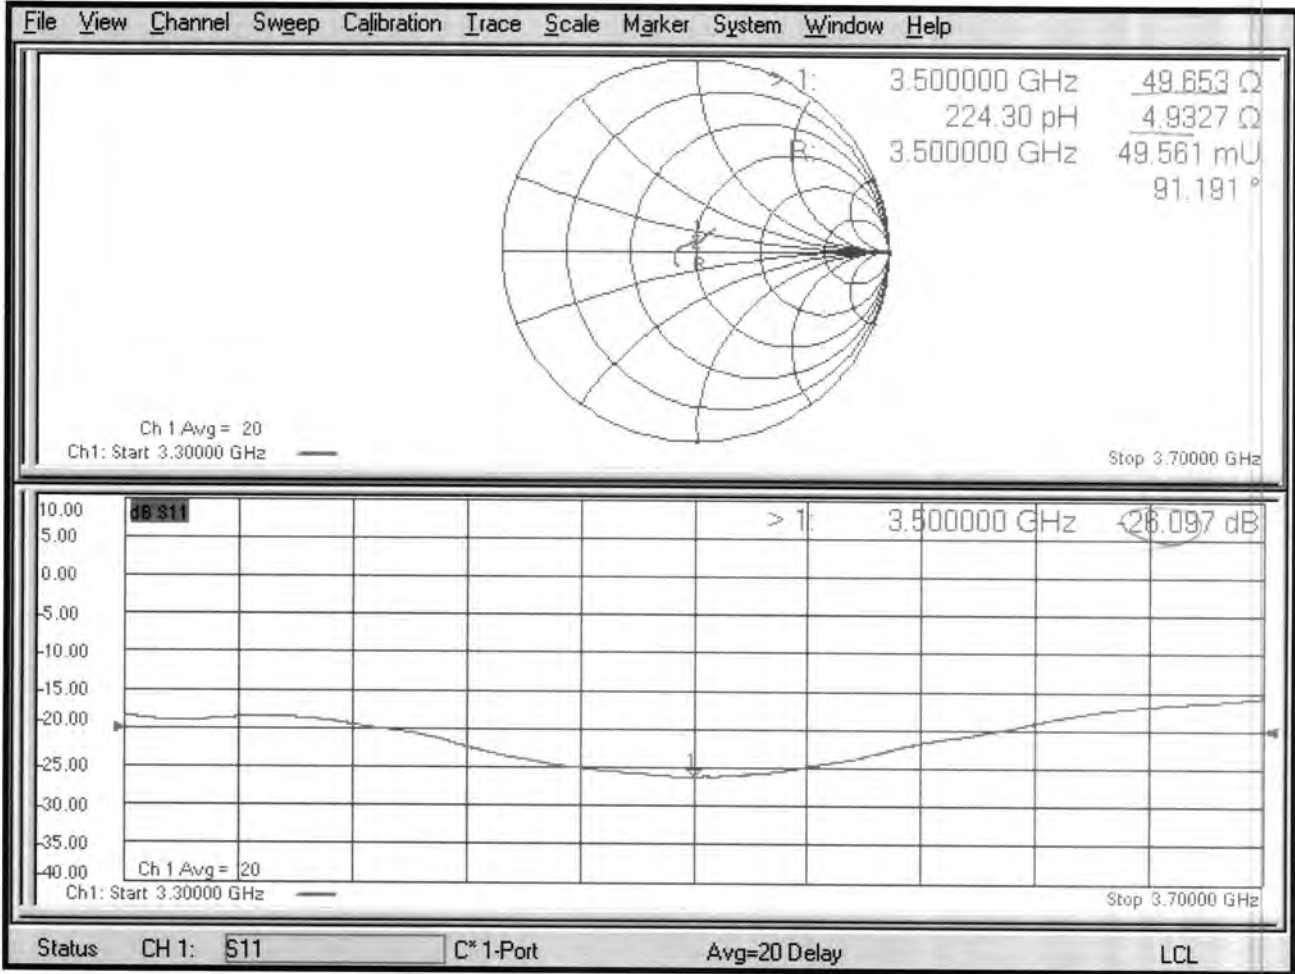 File View Channel Sweep Calibration Trace Scale Marker System Window Help
> 1: 3.500000 GHz 49.653 Ω
224.30 pH 4.9327 Ω
R: 3.500000 GHz 49.561 mU
91.191 °
R
Ch 1 Avg = 20
Ch1: Start 3.30000 GHz
Stop 3.70000 GHz
10.00 dB S11 > 1: 3.500000 GHz -26.097 dB
5.00
0.00
-5.00
-10.00
-15.00
-20.00
1
-25.00
-30.00
-35.00
-40.00
Ch 1 Avg = 20
Ch1: Start 3.30000 GHz
Stop 3.70000 GHz
Status CH 1: S11 C* 1-Port Avg=20 Delay LCL